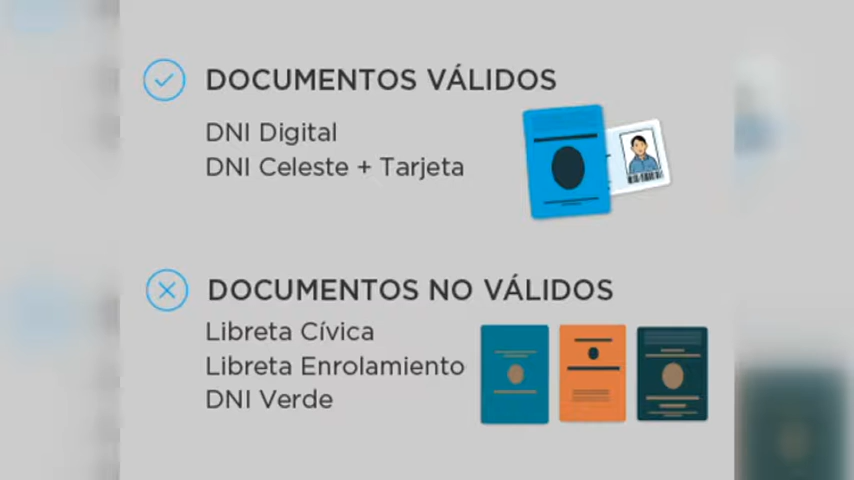 DOCUMENTOS VÁLIDOS
DNI Digital
DNI Celeste + Tarjeta
DOCUMENTOS NO VÁLIDOS
Libreta Cívica
Libreta Enrolamiento
DNI Verde